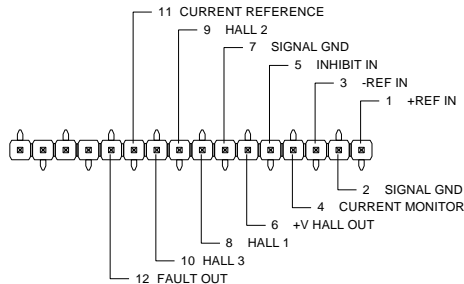 11 CURRENT REFERENCE
9 HALL 2
7 SIGNAL GND
5 INHIBIT IN
3 -REF IN
1 +REF IN
2 SIGNAL GND
4 CURRENT MONITOR
6 +V HALL OUT
8 HALL 1
10 HALL 3
12 FAULT OUT